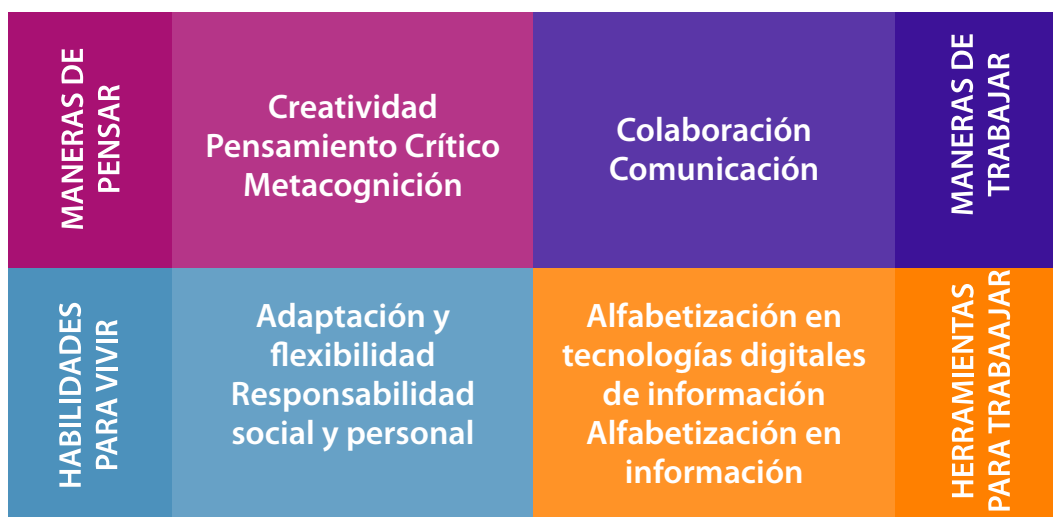 MANERAS DE
PENSAR
Creatividad
Pensamiento Crítico
Metacognición
Colaboración
Comunicación
MANERAS DE
TRABAJAR
HABILIDADES
PARA VIVIR
Adaptación y
flexibilidad
Responsabilidad
social y personal
Alfabetización en
tecnologías digitales
de información
Alfabetización en
información
HERRAMIENTAS
PARA TRABAAJAR